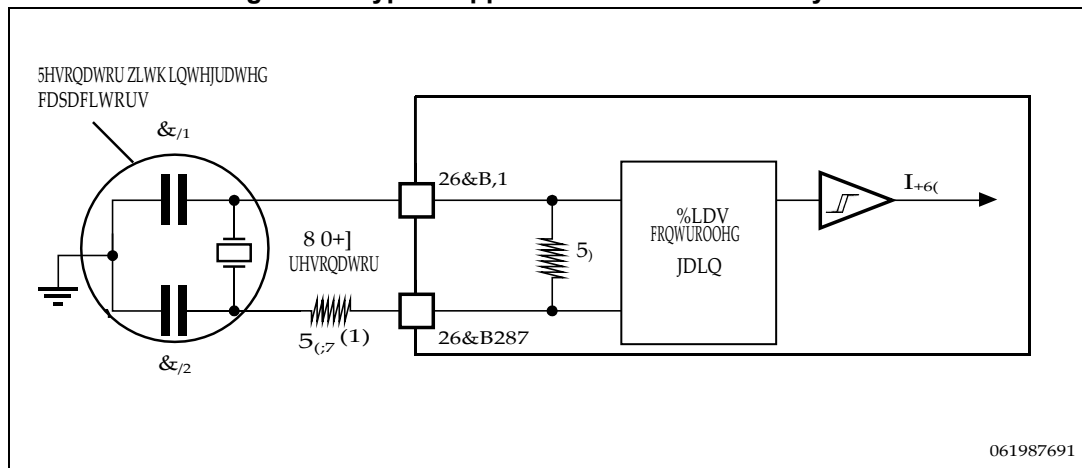 5HVRQDWRU ZLWK LQWHJUDWHG
FDSDFLWRUV
&/1
26&B,1
I+6(
%LDV
FRQWUROOHG
JDLQ
5)
8 0+]
UHVRQDWRU
5(;7 (1)
26&B287
&/2
061987691